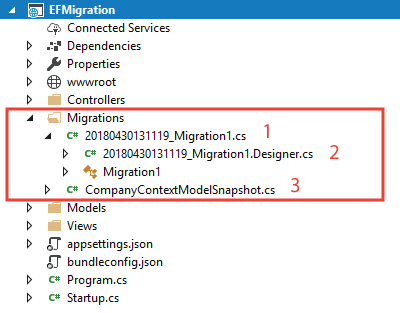 EFMigration
Connected Services
Dependencies
Properties
wwwroot
Controllers
Migrations
C# 20180430131119_Migration1.cs 1
C# 20180430131119_Migration1.Designer.cs 2
Migration1
C# CompanyContextModelSnapshot.cs 3
Models
Views
appsettings.json
bundleconfig.json
C# Program.cs
C# Startup.cs